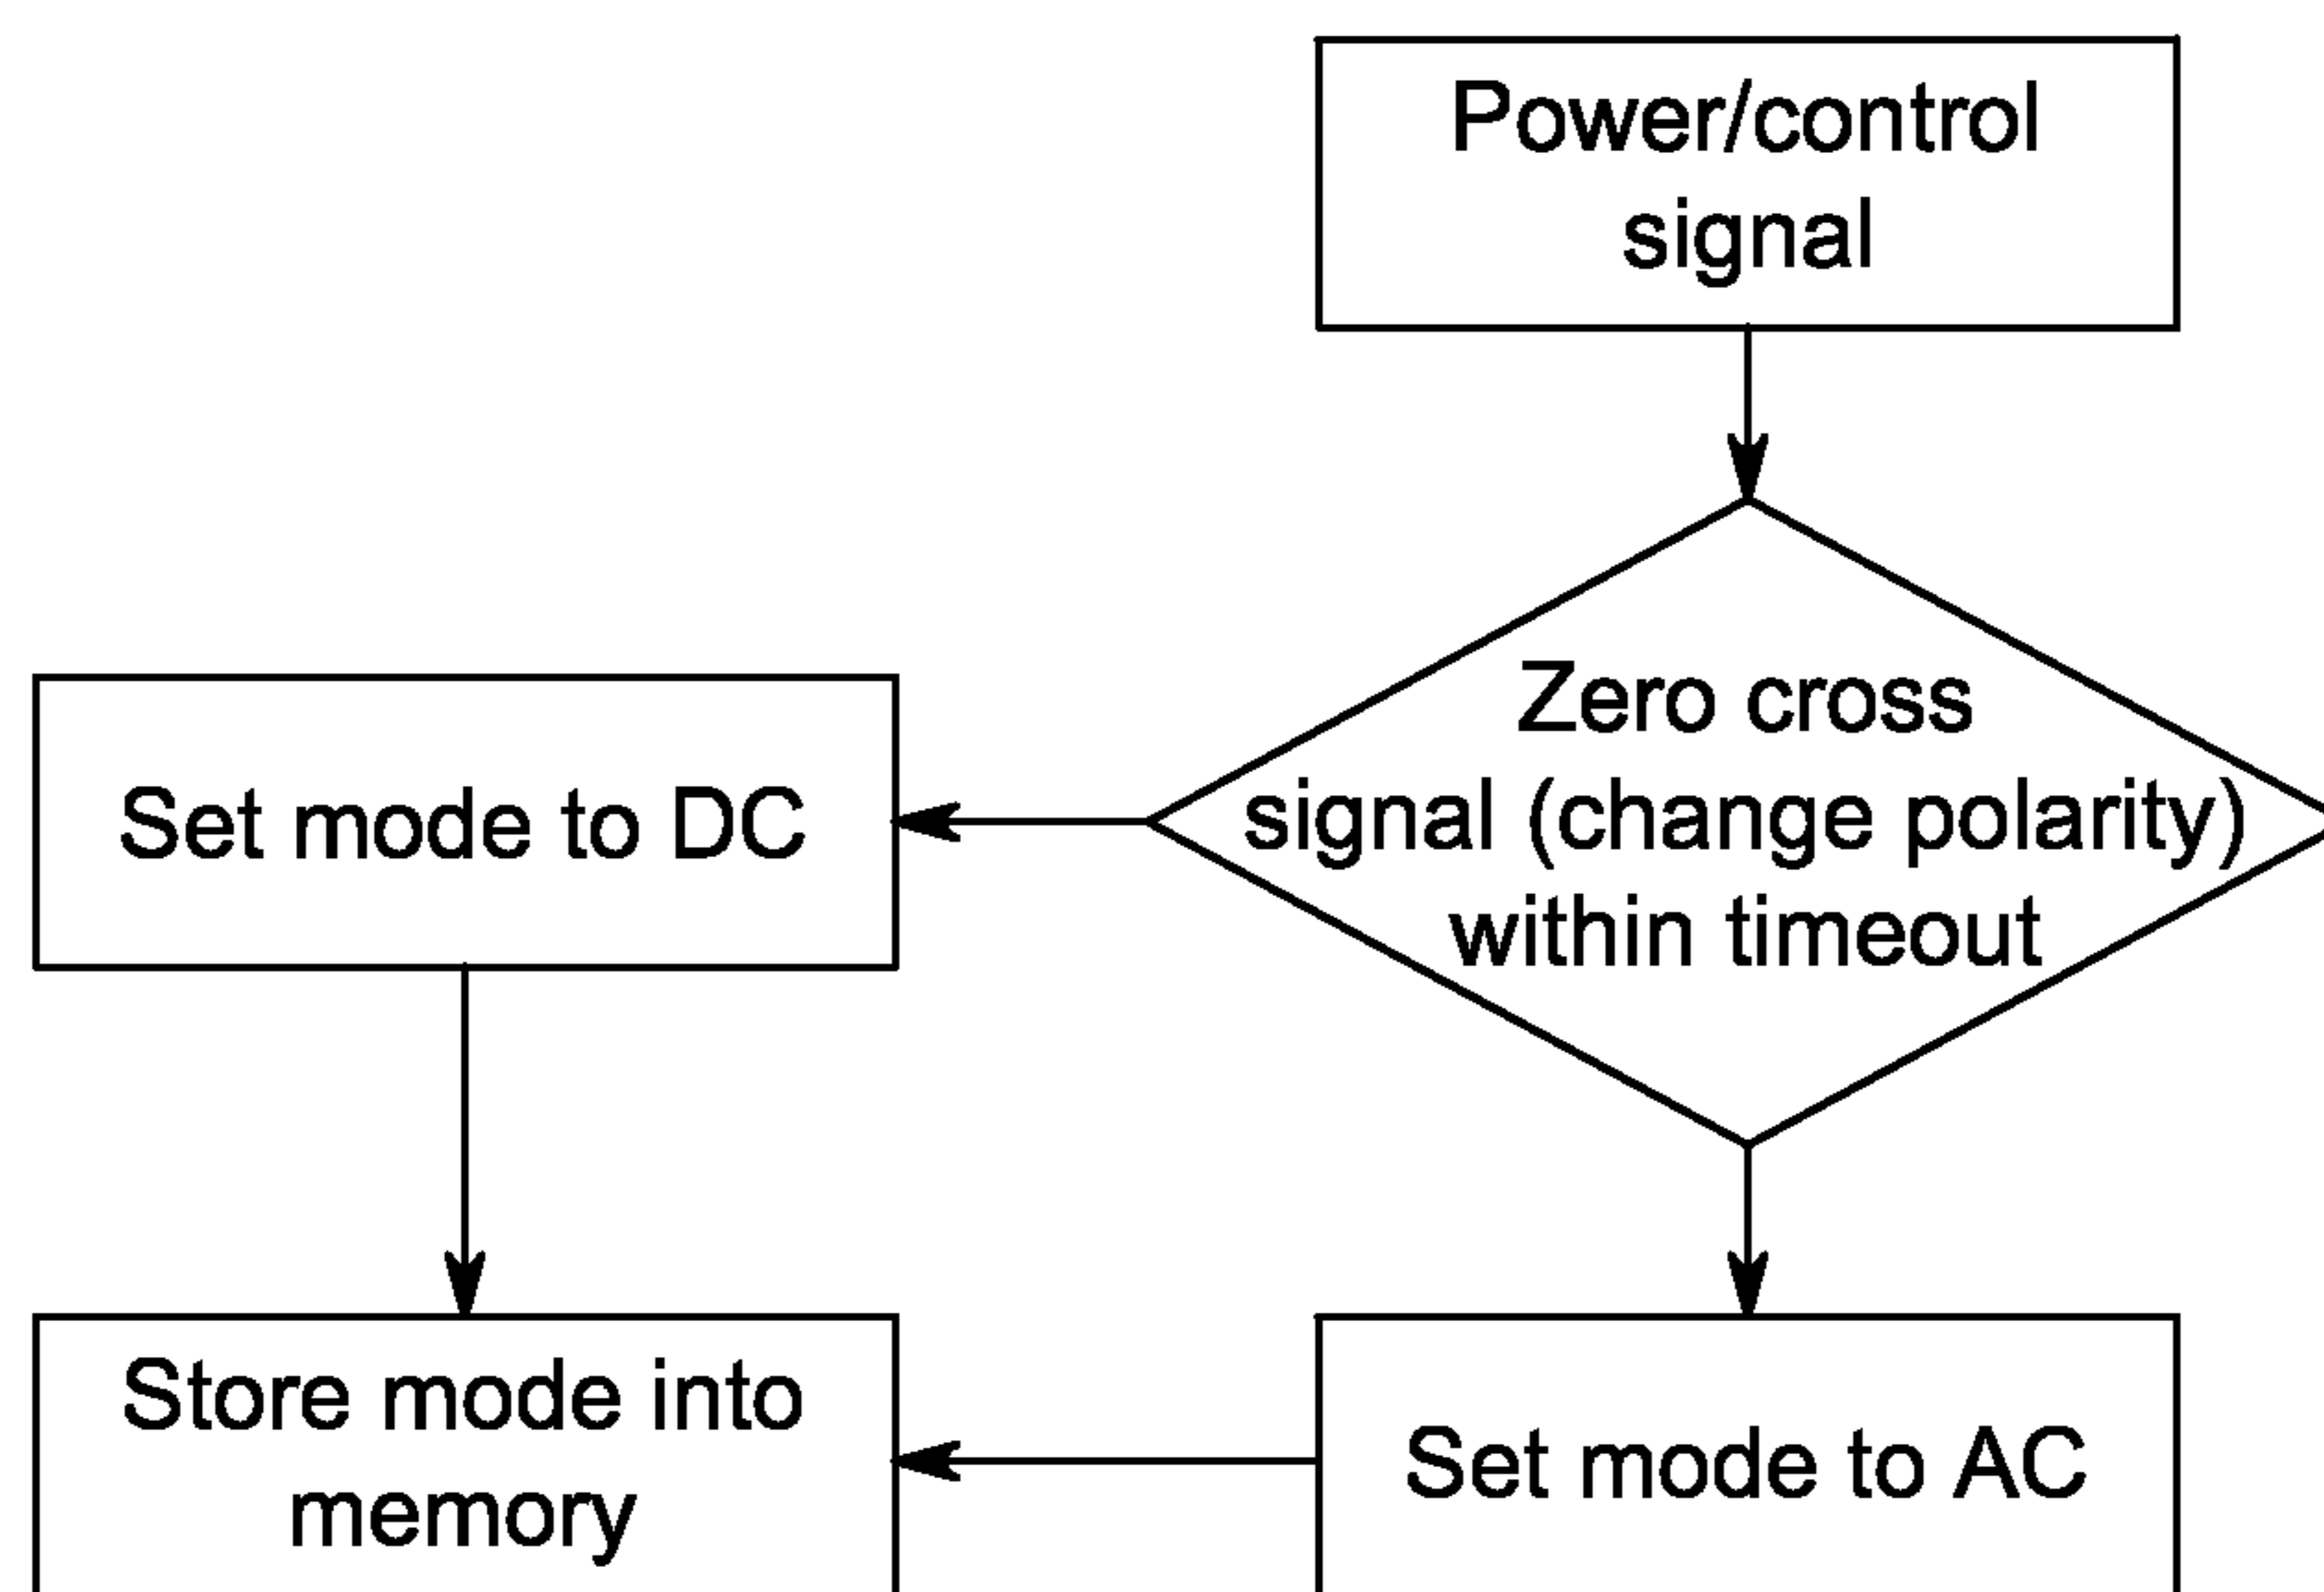 Power/control
signal
Zero cross
signal (change polarity)
within timeout
Set mode to DC
Store mode into
memory
Set mode to AC